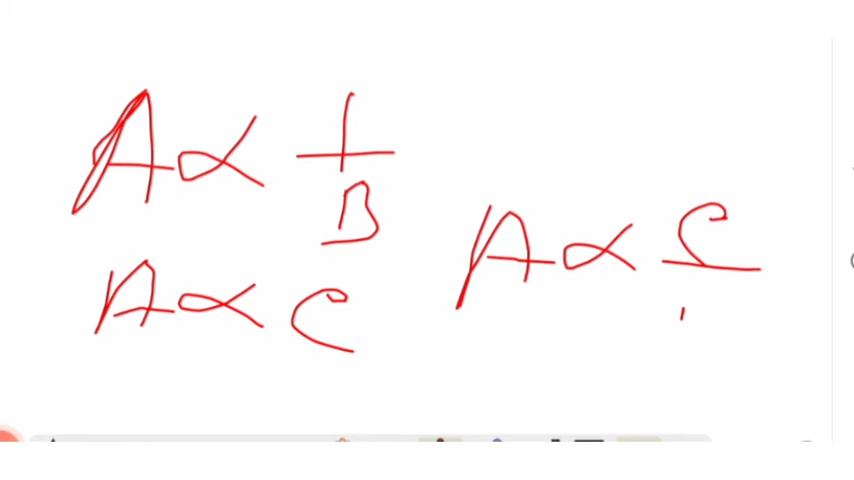 A ∝ 1/B
A ∝ C
A ∝ C/